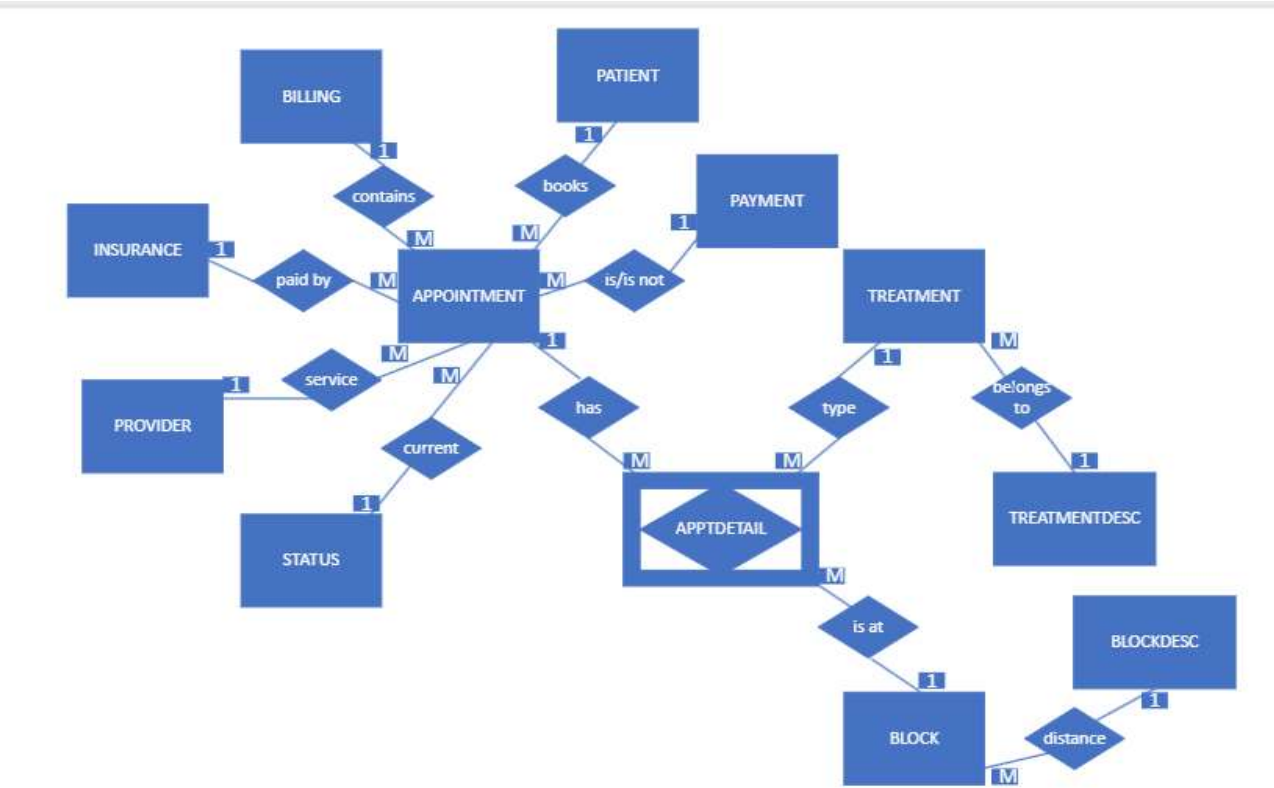 PATIENT
BILLING
1
1
contains
books
PAYMENT
1
M
M
INSURANCE
1
paid by
M
APPOINTMENT
M
is/is not
TREATMENT
1
M
1
M
service
M
1
PROVIDER
has
type
belongs
to
current
M
M
1
1
STATUS
APPTDETAIL
TREATMENTDESC
M
is at
BLOCKDESC
1
1
BLOCK
distance
M